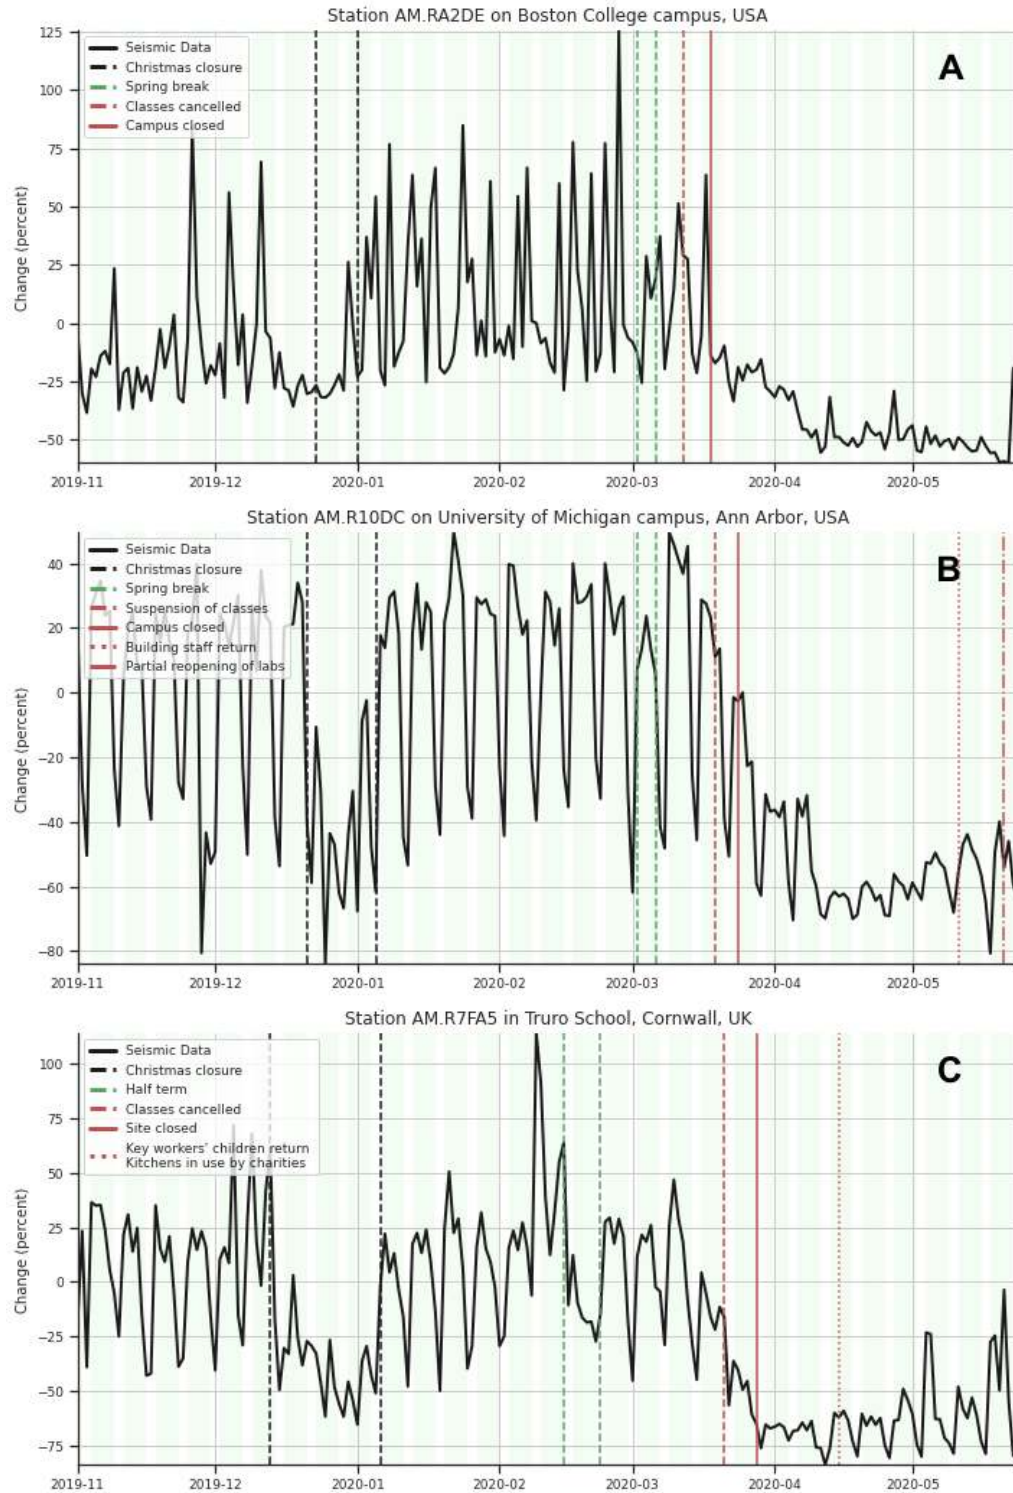 Station AM.RA2DE on Boston College campus, USA
A
Seismic Data
Christmas closure
Spring break
Classes cancelled
Campus closed
Change (percent)
125
100
75
50
25
0
−25
−50
2019-11 2019-12 2020-01 2020-02 2020-03 2020-04 2020-05
Station AM.R10DC on University of Michigan campus, Ann Arbor, USA
B
Seismic Data
Christmas closure
Spring break
Suspension of classes
Campus closed
Building staff return
Partial reopening of labs
Change (percent)
40
20
0
−20
−40
−60
−80
2019-11 2019-12 2020-01 2020-02 2020-03 2020-04 2020-05
Station AM.R7FA5 in Truro School, Cornwall, UK
C
Seismic Data
Christmas closure
Half term
Classes cancelled
Site closed
Key workers' children return
Kitchens in use by charities
Change (percent)
100
75
50
25
0
−25
−50
−75
2019-11 2019-12 2020-01 2020-02 2020-03 2020-04 2020-05